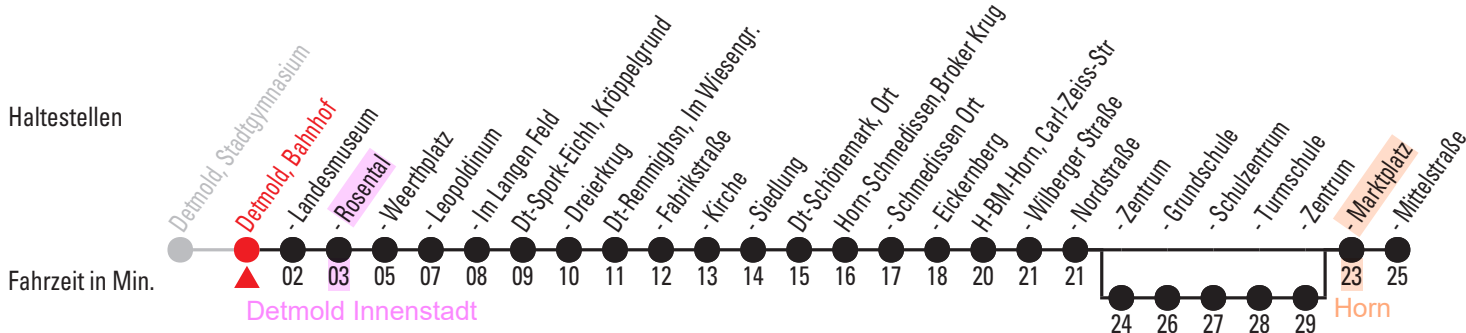 Haltestellen
Detmold, Stadtgymnasium
Detmold, Bahnhof
- Landesmuseum
- Rosental
- Weerthplatz
- Leopoldinum
- Im Langen Feld
Dt-Spork-Eichh, Kröppelgrund
- Dreierkrug
Dt-Remmighsn, Im Wiesengr.
- Fabrikstraße
- Kirche
- Siedlung
Dt-Schönemark, Ort
Horn-Schmedissen,Broker Krug
- Schmedissen Ort
- Eickernberg
H-BM-Horn, Carl-Zeiss-Str
- Wilberger Straße
- Nordstraße
- Zentrum
- Grundschule
- Schulzentrum
- Turmschule
- Zentrum
- Marktplatz
- Mittelstraße
Fahrzeit in Min.
02 03 05 07 08 09 10 11 12 13 14 15 16 17 18 20 21 21 23 25
24 26 27 28 29
Detmold Innenstadt
Horn